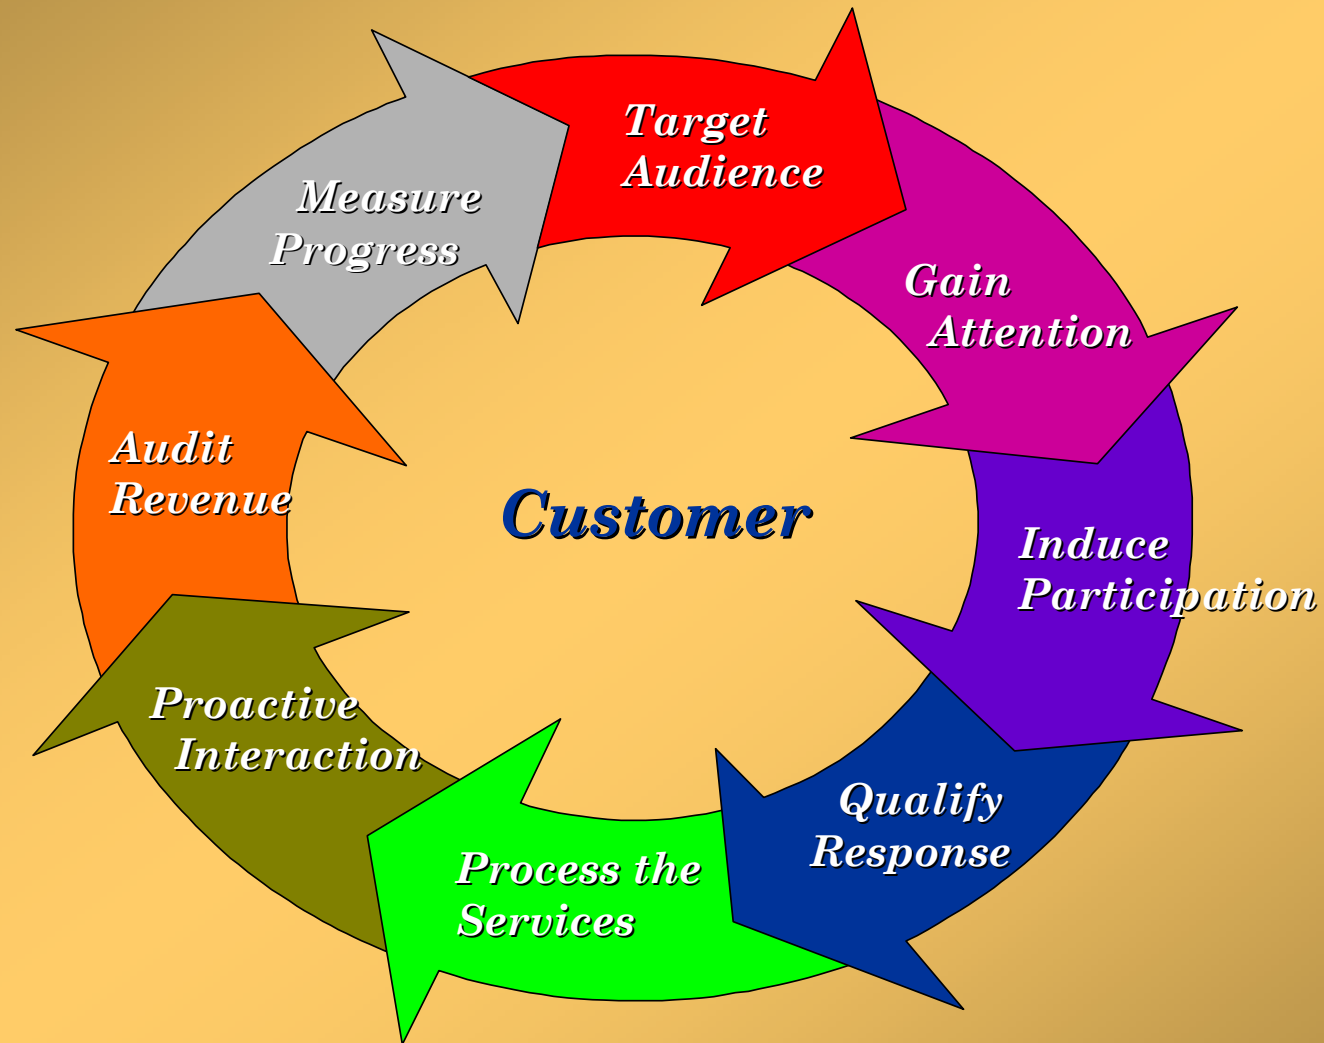 Target
Audience
Gain
Attention
Induce
Participation
Qualify
Response
Process the
Services
Proactive
Interaction
Audit
Revenue
Measure
Progress
Customer